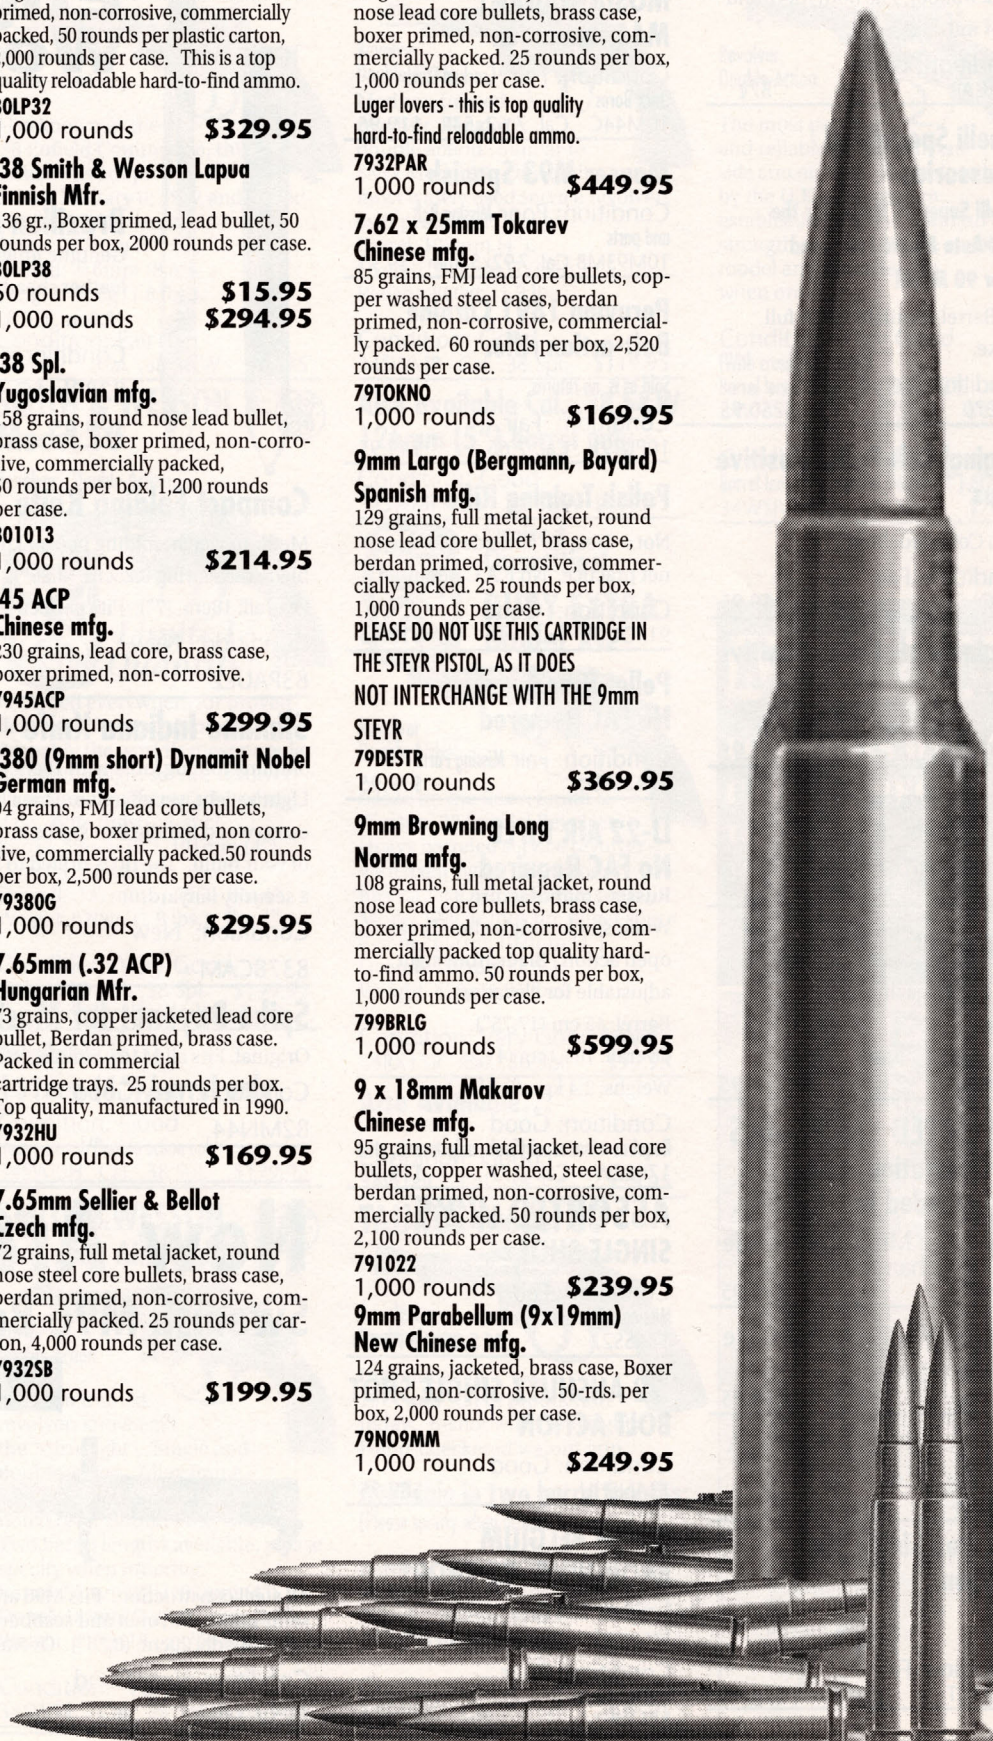 primed, non-corrosive, commercially
packed, 50 rounds per plastic carton,
,000 rounds per case. This is a top
quality reloadable hard-to-find ammo.
80LP32
1,000 rounds $329.95
38 Smith & Wesson Lapua
Finnish Mfr.
136 gr., Boxer primed, lead bullet, 50
rounds per box, 2000 rounds per case.
80LP38
50 rounds $15.95
1,000 rounds $294.95
38 Spl.
Yugoslavian mfg.
158 grains, round nose lead bullet,
brass case, boxer primed, non-corro-
sive, commercially packed,
50 rounds per box, 1,200 rounds
per case.
801013
1,000 rounds $214.95
45 ACP
Chinese mfg.
230 grains, lead core, brass case,
boxer primed, non-corrosive.
7945ACP
1,000 rounds $299.95
.380 (9mm short) Dynamit Nobel
German mfg.
94 grains, FMJ lead core bullets,
brass case, boxer primed, non corro-
sive, commercially packed.50 rounds
per box, 2,500 rounds per case.
79380G
1,000 rounds $295.95
7.65mm (.32 ACP)
Hungarian Mfr.
73 grains, copper jacketed lead core
bullet, Berdan primed, brass case.
Packed in commercial
cartridge trays. 25 rounds per box.
Top quality, manufactured in 1990.
7932HU
1,000 rounds $169.95
7.65mm Sellier & Bellot
Czech mfg.
72 grains, full metal jacket, round
nose steel core bullets, brass case,
berdan primed, non-corrosive, com-
mercially packed. 25 rounds per car-
ton, 4,000 rounds per case.
7932SB
1,000 rounds $199.95
nose lead core bullets, brass case,
boxer primed, non-corrosive, com-
mercially packed. 25 rounds per box,
1,000 rounds per case.
Luger lovers - this is top quality
hard-to-find reloadable ammo.
7932PAR
1,000 rounds $449.95
7.62 x 25mm Tokarev
Chinese mfg.
85 grains, FMJ lead core bullets, cop-
per washed steel cases, berdan
primed, non-corrosive, commercial-
ly packed. 60 rounds per box, 2,520
rounds per case.
79TOKNO
1,000 rounds $169.95
9mm Largo (Bergmann, Bayard)
Spanish mfg.
129 grains, full metal jacket, round
nose lead core bullet, brass case,
berdan primed, corrosive, commer-
cially packed. 25 rounds per box,
1,000 rounds per case.
PLEASE DO NOT USE THIS CARTRIDGE IN
THE STEYR PISTOL, AS IT DOES
NOT INTERCHANGE WITH THE 9mm
STEYR
79DESTR
1,000 rounds $369.95
9mm Browning Long
Norma mfg.
108 grains, full metal jacket, round
nose lead core bullets, brass case,
boxer primed, non-corrosive, com-
mercially packed top quality hard-
to-find ammo. 50 rounds per box,
1,000 rounds per case.
799BRLG
1,000 rounds $599.95
9 x 18mm Makarov
Chinese mfg.
95 grains, full metal jacket, lead core
bullets, copper washed, steel case,
berdan primed, non-corrosive, com-
mercially packed. 50 rounds per box,
2,100 rounds per case.
791022
1,000 rounds $239.95
9mm Parabellum (9x19mm)
New Chinese mfg.
124 grains, jacketed, brass case, Boxer
primed, non-corrosive. 50-rds. per
box, 2,000 rounds per case.
79NO9MM
1,000 rounds $249.95